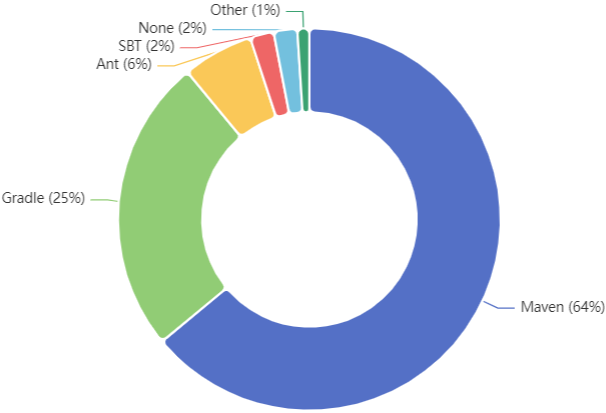 Other (1%)
None (2%)
SBT (2%)
Ant (6%)
Gradle (25%)
Maven (64%)